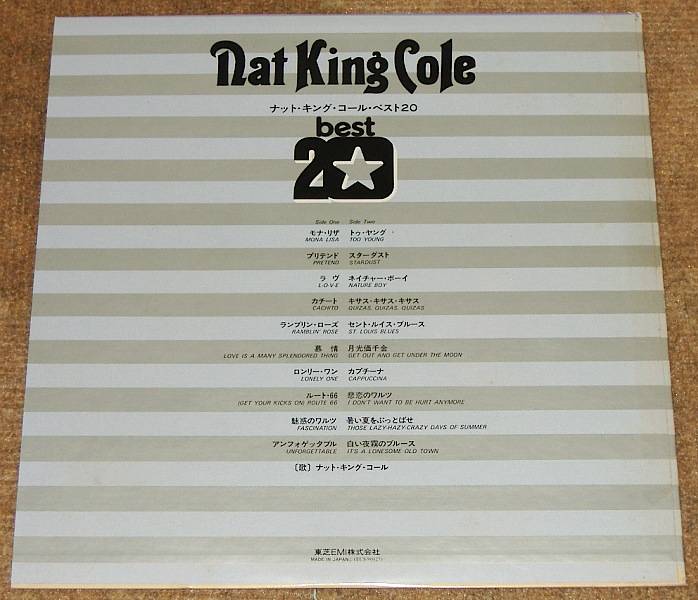 Nat King Cole
ナット・キング・コール・ベスト20
best
20
Side One Side Two
モナ・リザ トゥ・ヤング
MONA LISA TOO YOUNG
プリテンド スターダスト
PRETEND STARDUST
ラ ヴ ネイチャー・ボーイ
L-O-V-E NATURE BOY
カチート キサス・キサス・キサス
CACHITO QUIZAS, QUIZAS, QUIZAS
ランブリン・ローズ セント・ルイス・ブルース
RAMBLIN' ROSE ST. LOUIS BLUES
慕 情 月光価千金
LOVE IS A MANY SPLENDORED THING GET OUT AND GET UNDER THE MOON
ロンリー・ワン カプチーナ
LONELY ONE CAPPUCCINA
ルート・66 悲恋のワルツ
(GET YOUR KICKS ON) ROUTE 66 I DON'T WANT TO BE HURT ANYMORE
魅惑のワルツ 暑い夏をぶっとばせ
FASCINATION THOSE LAZY-HAZY-CRAZY DAYS OF SUMMER
アンフォゲッタブル 白い夜霧のブルース
UNFORGETTABLE IT'S A LONESOME OLD TOWN
〔歌〕ナット・キング・コール
東芝EMI株式会社
MADE IN JAPAN